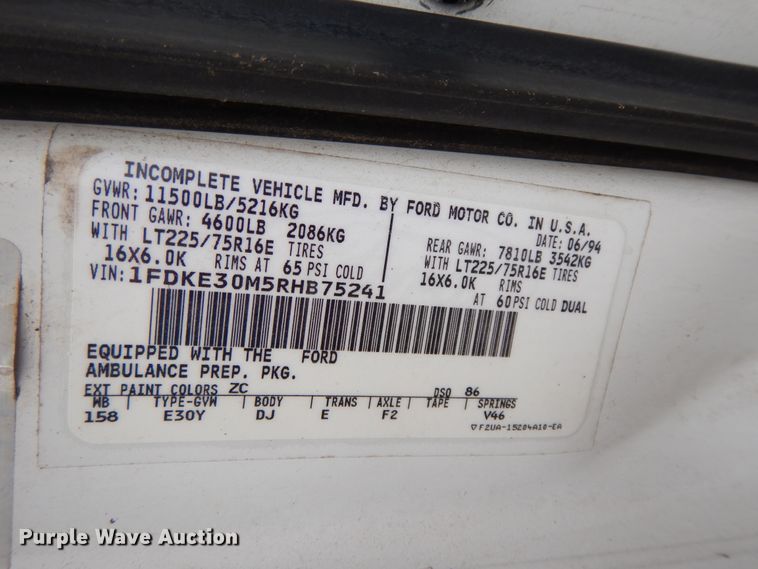 INCOMPLETE VEHICLE MFD. BY FORD MOTOR CO. IN U.S.A.
GVWR: 11500LB/5216KG
DATE: 06/94
FRONT GAWR: 4600LB 2086KG
REAR GAWR: 7810LB 3542KG
WITH LT225/75R16E TIRES
WITH LT225/75R16E TIRES
16X6.0K RIMS AT 65 PSI COLD
16X6.0K RIMS
AT 60 PSI COLD DUAL
VIN: 1FDKE30M5RHB75241
EQUIPPED WITH THE FORD
AMBULANCE PREP. PKG.
EXT PAINT COLORS ZC DSO 86
WB TYPE-GVW BODY TRANS AXLE TAPE SPRINGS
158 E30Y DJ E F2 V46
▽ F2UA-15204A10-EA
Purple Wave Auction